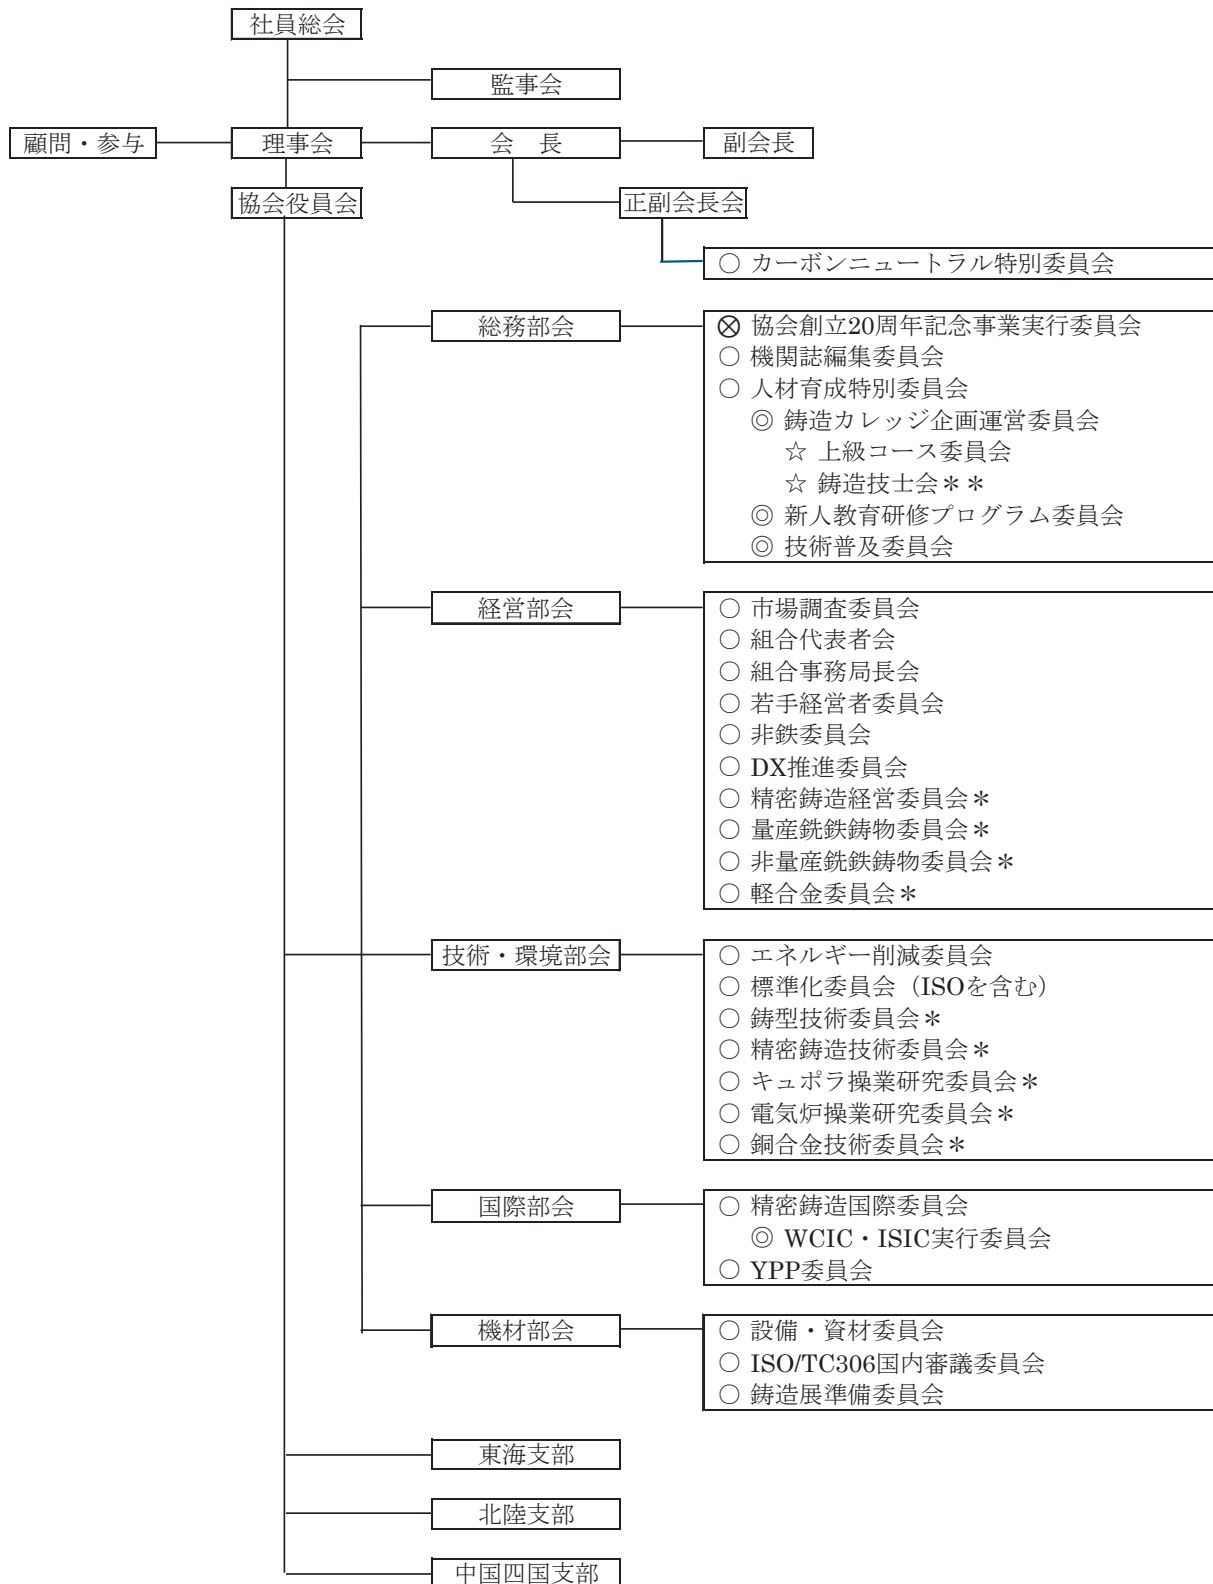 社員総会
監事会
顧問・参与
理事会
会　長
副会長
協会役員会
正副会長会
○ カーボンニュートラル特別委員会
総務部会
⊗ 協会創立20周年記念事業実行委員会
○ 機関誌編集委員会
○ 人材育成特別委員会
◎ 鋳造カレッジ企画運営委員会
☆ 上級コース委員会
☆ 鋳造技士会＊＊
◎ 新人教育研修プログラム委員会
◎ 技術普及委員会
経営部会
○ 市場調査委員会
○ 組合代表者会
○ 組合事務局長会
○ 若手経営者委員会
○ 非鉄委員会
○ DX推進委員会
○ 精密鋳造経営委員会＊
○ 量産銑鉄鋳物委員会＊
○ 非量産銑鉄鋳物委員会＊
○ 軽合金委員会＊
技術・環境部会
○ エネルギー削減委員会
○ 標準化委員会（ISOを含む）
○ 鋳型技術委員会＊
○ 精密鋳造技術委員会＊
○ キュポラ操業研究委員会＊
○ 電気炉操業研究委員会＊
○ 銅合金技術委員会＊
国際部会
○ 精密鋳造国際委員会
◎ WCIC・ISIC実行委員会
○ YPP委員会
機材部会
○ 設備・資材委員会
○ ISO/TC306国内審議委員会
○ 鋳造展準備委員会
東海支部
北陸支部
中国四国支部